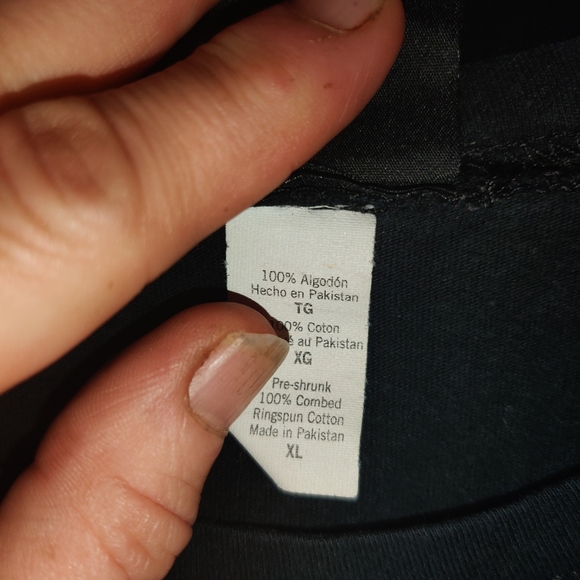 100% Algodón
Hecho en Pakistan
TG
00% Coton
é au Pakistan
XG
Pre-shrunk
100% Combed
Ringspun Cotton
Made in Pakistan
XL